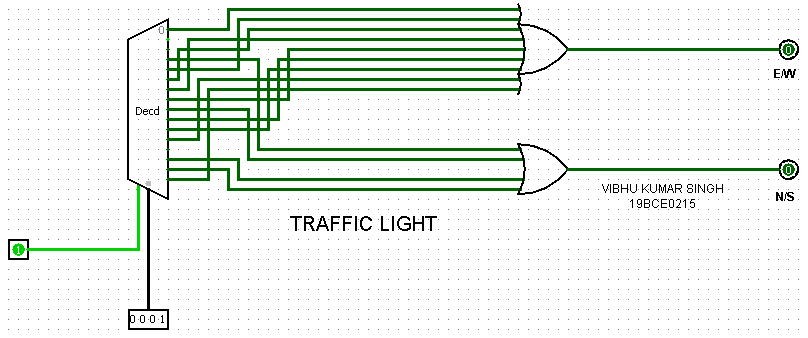 0
0
E/W
Decd
0
VIBHU KUMAR SINGH
19BCE0215
N/S
TRAFFIC LIGHT
1
0 0 0 1